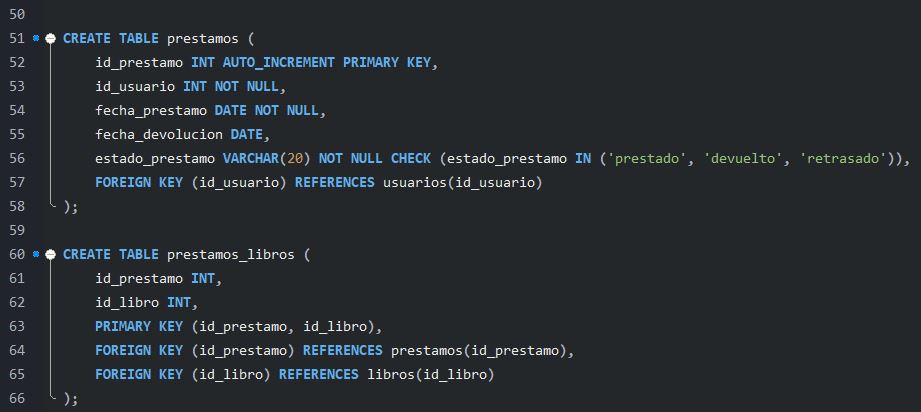 50
51 CREATE TABLE prestamos (
52 id_prestamo INT AUTO_INCREMENT PRIMARY KEY,
53 id_usuario INT NOT NULL,
54 fecha_prestamo DATE NOT NULL,
55 fecha_devolucion DATE,
56 estado_prestamo VARCHAR(20) NOT NULL CHECK (estado_prestamo IN ('prestado', 'devuelto', 'retrasado')),
57 FOREIGN KEY (id_usuario) REFERENCES usuarios(id_usuario)
58 );
59
60 CREATE TABLE prestamos_libros (
61 id_prestamo INT,
62 id_libro INT,
63 PRIMARY KEY (id_prestamo, id_libro),
64 FOREIGN KEY (id_prestamo) REFERENCES prestamos(id_prestamo),
65 FOREIGN KEY (id_libro) REFERENCES libros(id_libro)
66 );